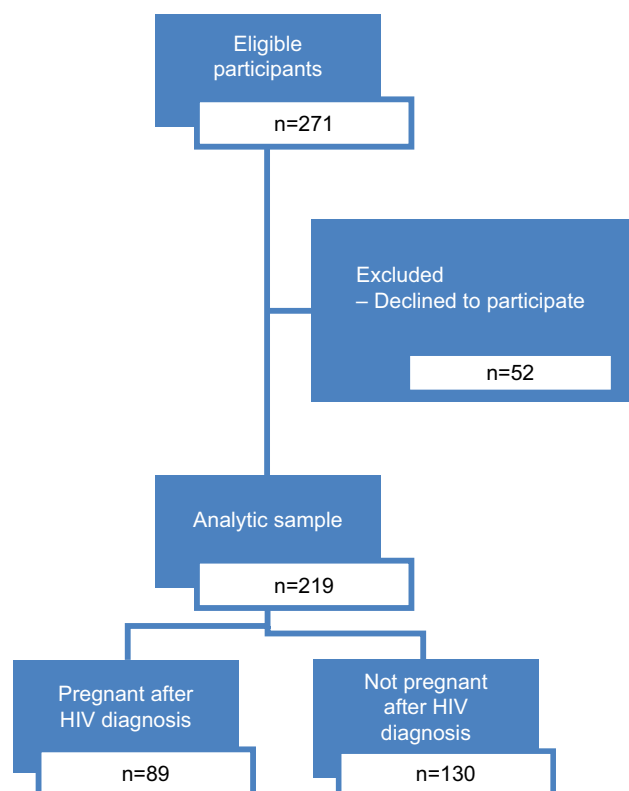 Eligible
participants
n=271
Excluded
– Declined to participate
n=52
Analytic sample
n=219
Pregnant after
HIV diagnosis
n=89
Not pregnant
after HIV
diagnosis
n=130